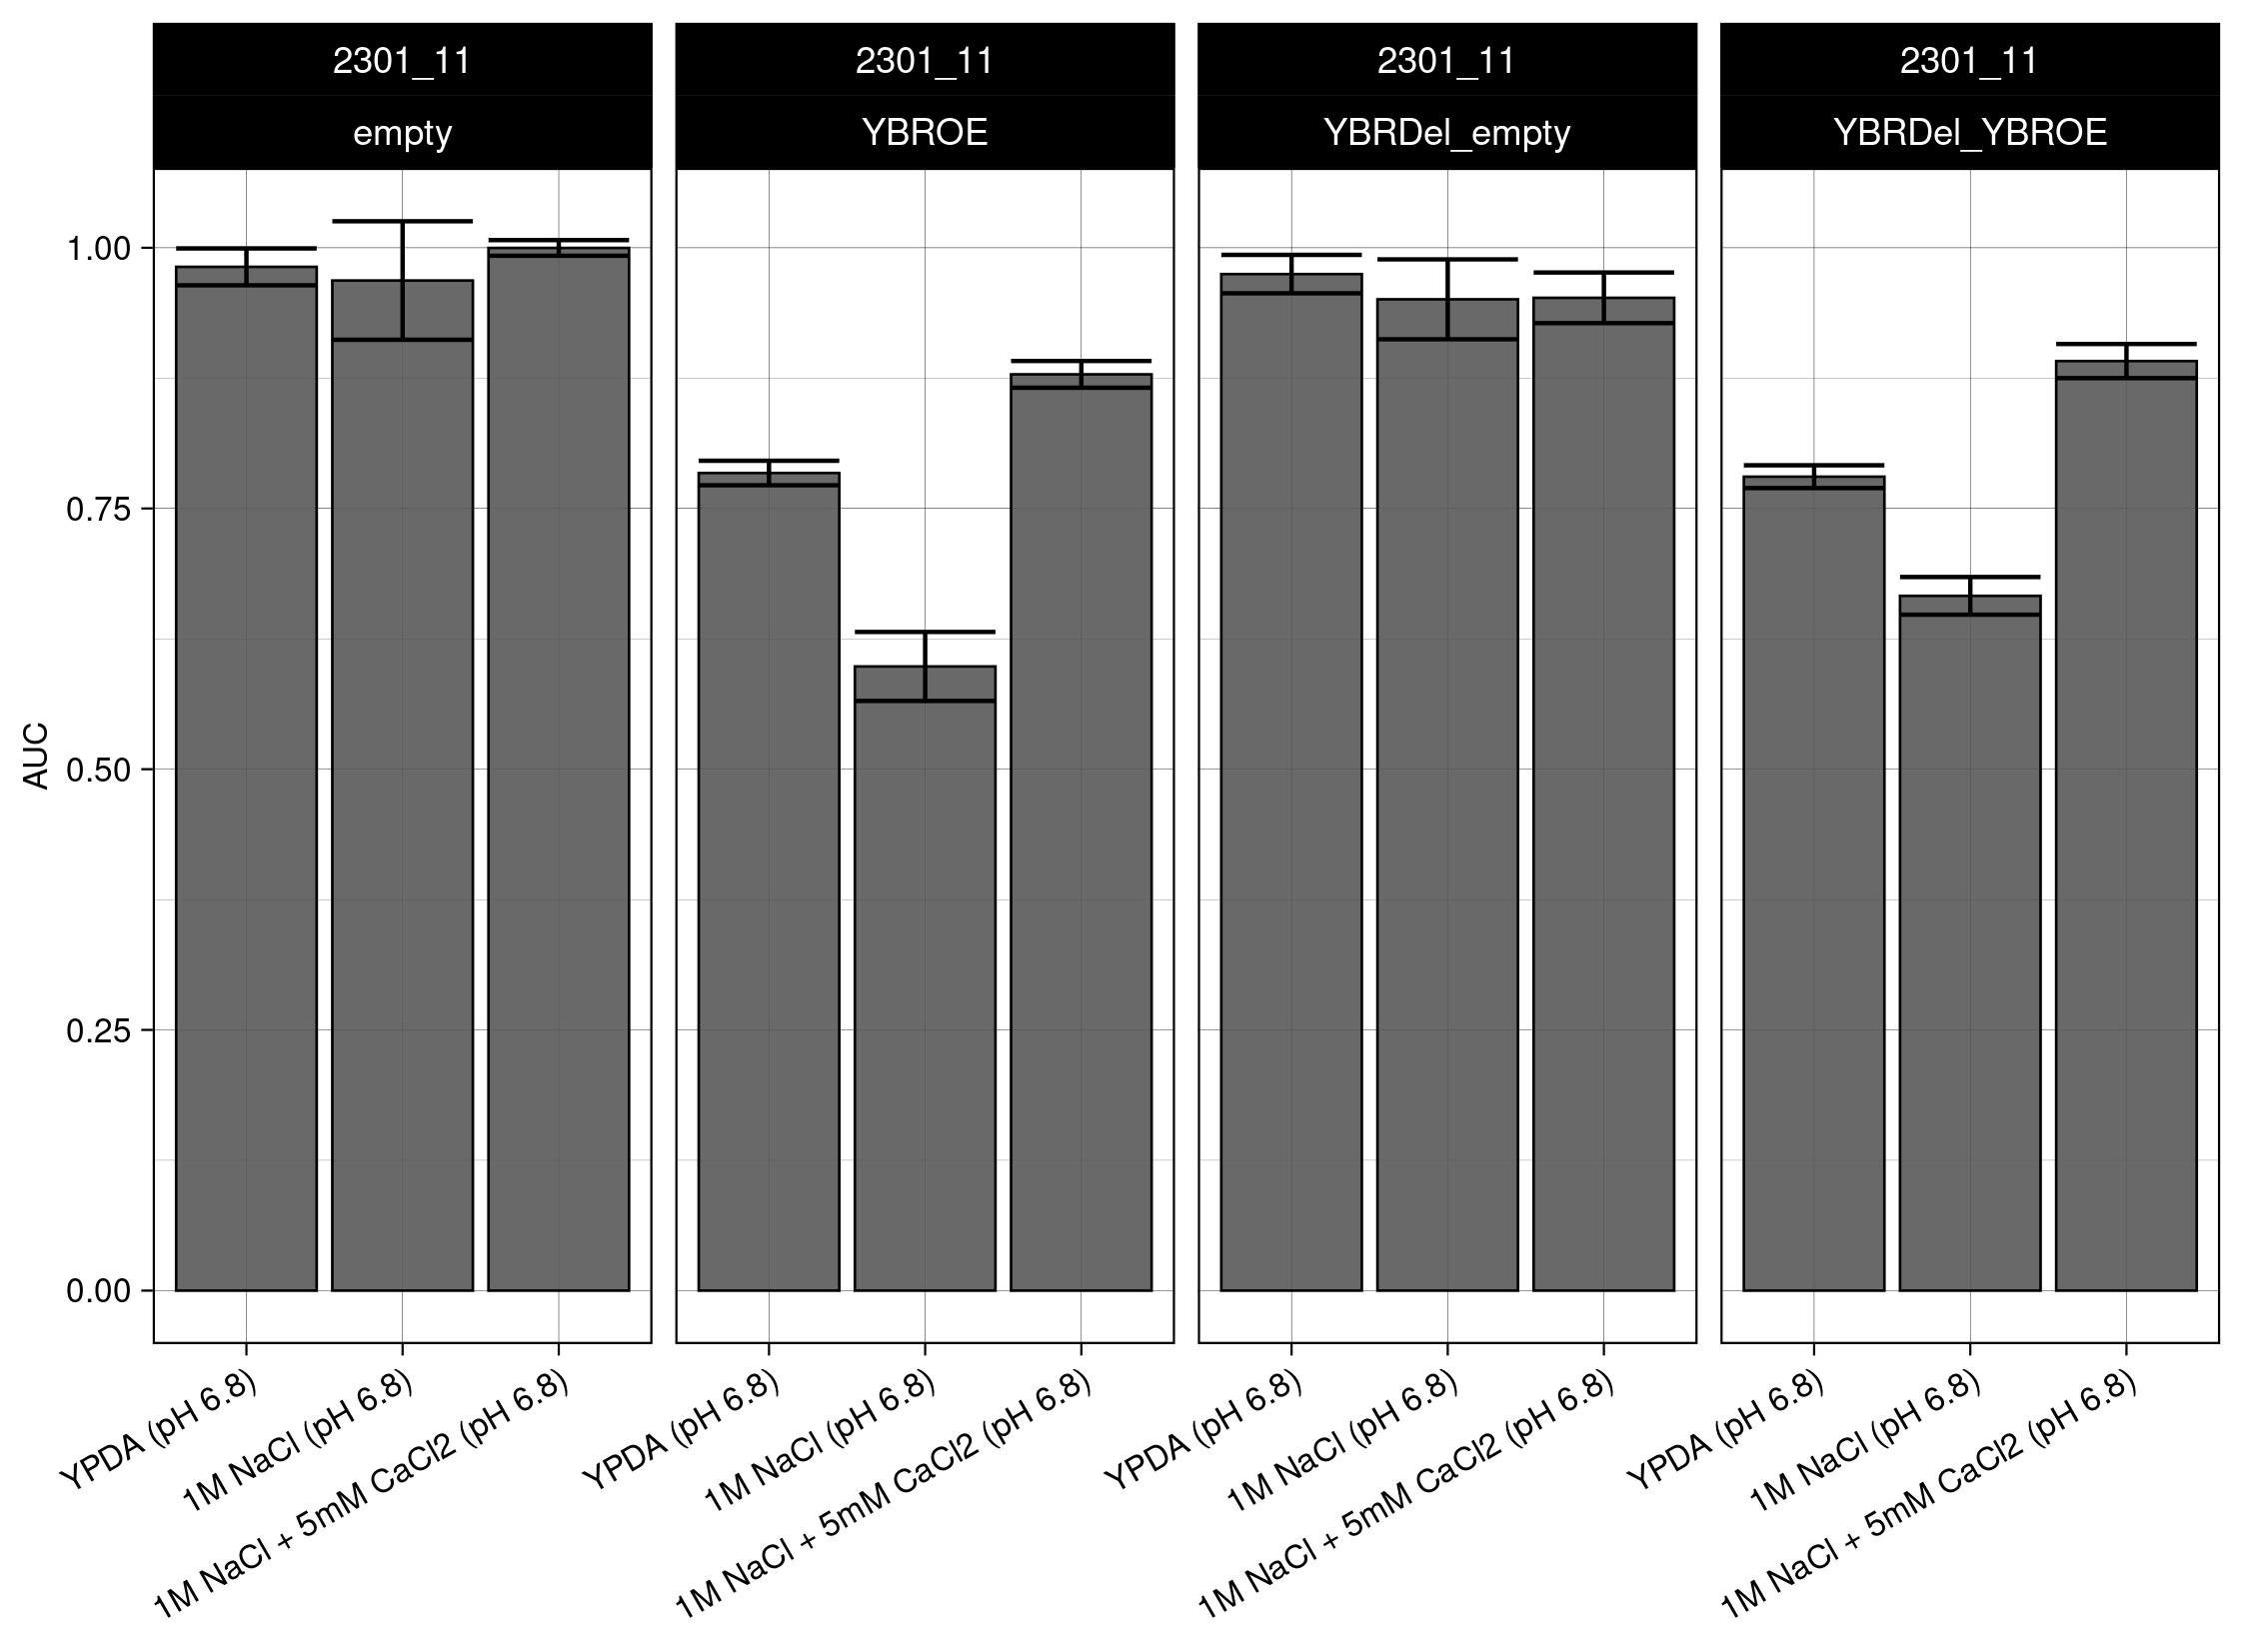 2301_11
empty
2301_11
YBROE
2301_11
YBRDel_empty
2301_11
YBRDel_YBROE
AUC
1.00
0.75
0.50
0.25
0.00
YPDA (pH 6.8)
1M NaCl (pH 6.8)
1M NaCl + 5mM CaCl2 (pH 6.8)
YPDA (pH 6.8)
1M NaCl (pH 6.8)
1M NaCl + 5mM CaCl2 (pH 6.8)
YPDA (pH 6.8)
1M NaCl (pH 6.8)
1M NaCl + 5mM CaCl2 (pH 6.8)
YPDA (pH 6.8)
1M NaCl (pH 6.8)
1M NaCl + 5mM CaCl2 (pH 6.8)